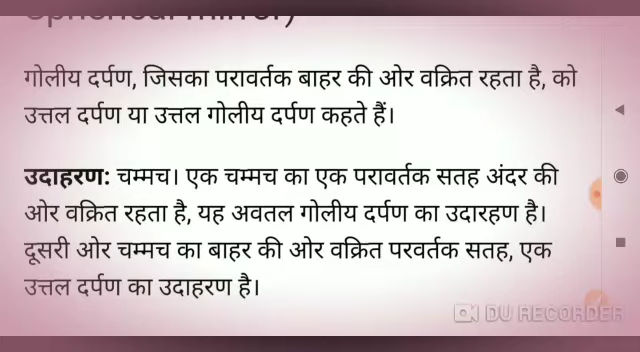 Spherical mirror)
गोलीय दर्पण, जिसका परावर्तक बाहर की ओर वक्रित रहता है, को
उत्तल दर्पण या उत्तल गोलीय दर्पण कहते हैं।
उदाहरण: चम्मच। एक चम्मच का एक परावर्तक सतह अंदर की
ओर वक्रित रहता है, यह अवतल गोलीय दर्पण का उदारहण है।
दूसरी ओर चम्मच का बाहर की ओर वक्रित परवर्तक सतह, एक
उत्तल दर्पण का उदाहरण है।
DU RECORDER